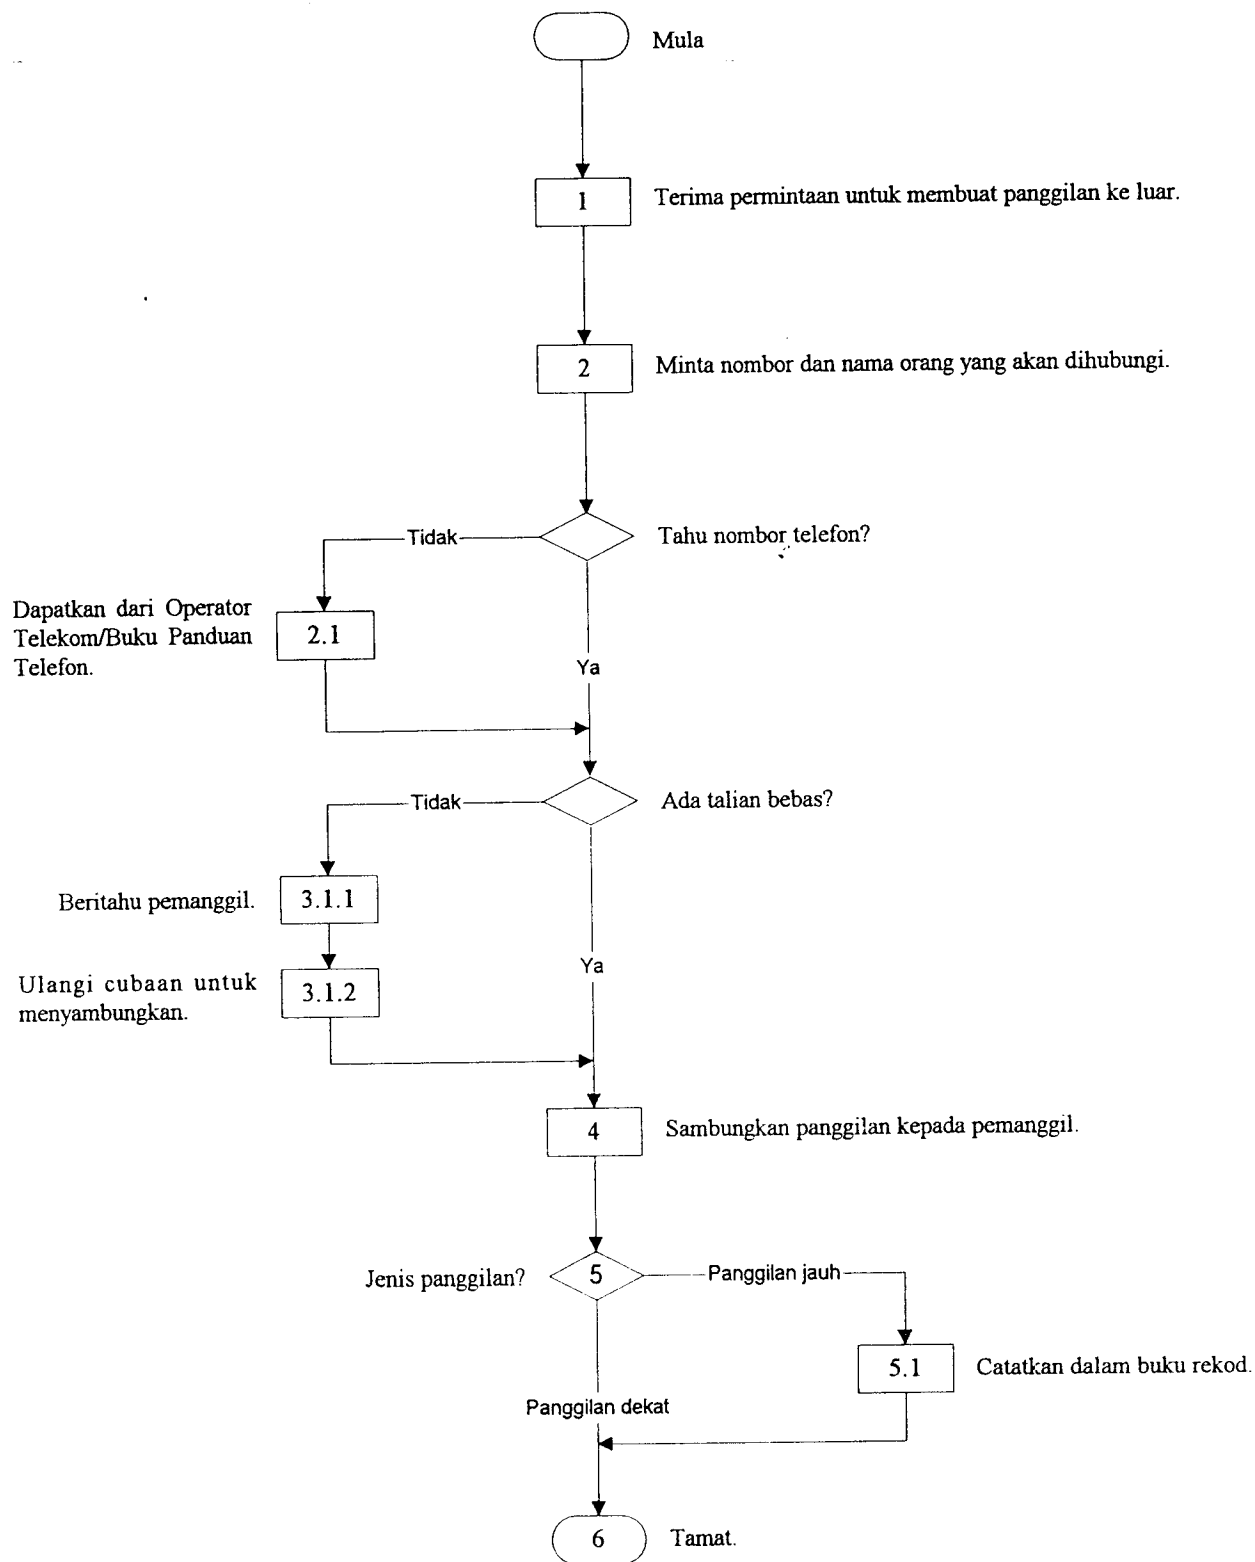 Mula
1
Terima permintaan untuk membuat panggilan ke luar.
2
Minta nombor dan nama orang yang akan dihubungi.
Tidak
Tahu nombor telefon?
Dapatkan dari Operator
Telekom/Buku Panduan
Telefon.
2.1
Ya
Tidak
Ada talian bebas?
Beritahu pemanggil.
3.1.1
Ya
Ulangi cubaan untuk
menyambungkan.
3.1.2
4
Sambungkan panggilan kepada pemanggil.
Jenis panggilan?
5
Panggilan jauh
5.1
Catatkan dalam buku rekod.
Panggilan dekat
6
Tamat.